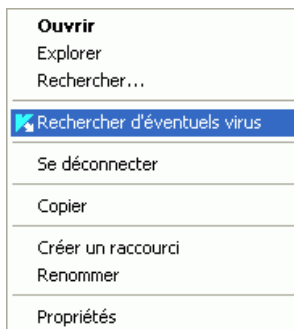 Ouvrir
Explorer
Rechercher...
Rechercher d'éventuels virus
Se déconnecter
Copier
Créer un raccourci
Renommer
Propriétés